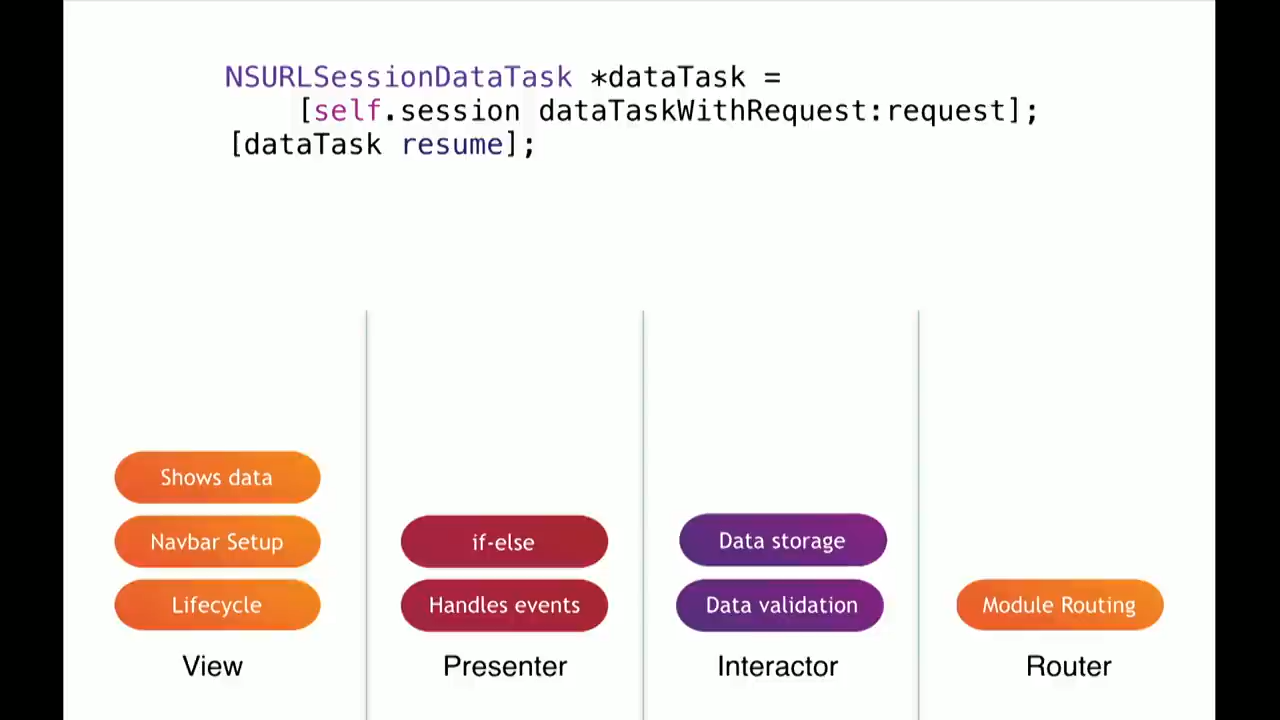 NSURLSessionDataTask *dataTask =
[self.session dataTaskWithRequest:request];
[dataTask resume];
Shows data
Navbar Setup
Lifecycle
View
if-else
Handles events
Presenter
Data storage
Data validation
Interactor
Module Routing
Router